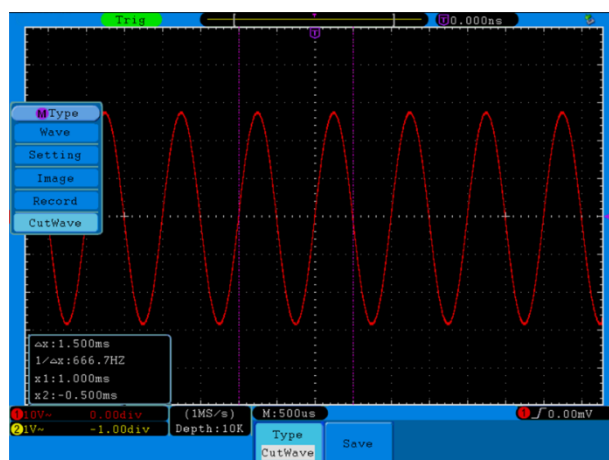 Trig
T 0.000ns
T
M Type
Wave
Setting
Image
Record
CutWave
△x:1.500ms
1/△x:666.7HZ
x1:1.000ms
x2:-0.500ms
1 10V~ 0.00div
(1MS/s)
M:500us
1 0.00mV
2 1V~ -1.00div
Depth:10K
Type
Save
CutWave